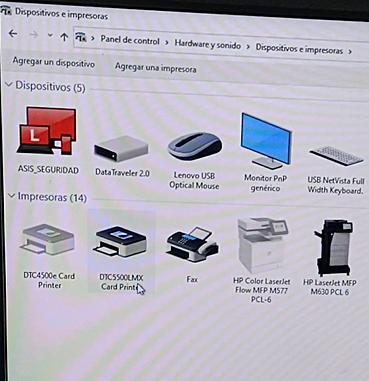 Dispositivos e impresoras
Panel de control > Hardware y sonido > Dispositivos e impresoras >
Agregar un dispositivo Agregar una impresora
Dispositivos (5)
L
ASIS_SEGURIDAD
DataTraveler 2.0
Lenovo USB
Optical Mouse
Monitor PnP
genérico
USB NetVista Full
Width Keyboard.
Impresoras (14)
DTC4500e Card
Printer
DTC5500LMX
Card Printer
Fax
HP Color LaserJet
Flow MFP M577
PCL-6
HP LaserJet MFP
M630 PCL 6